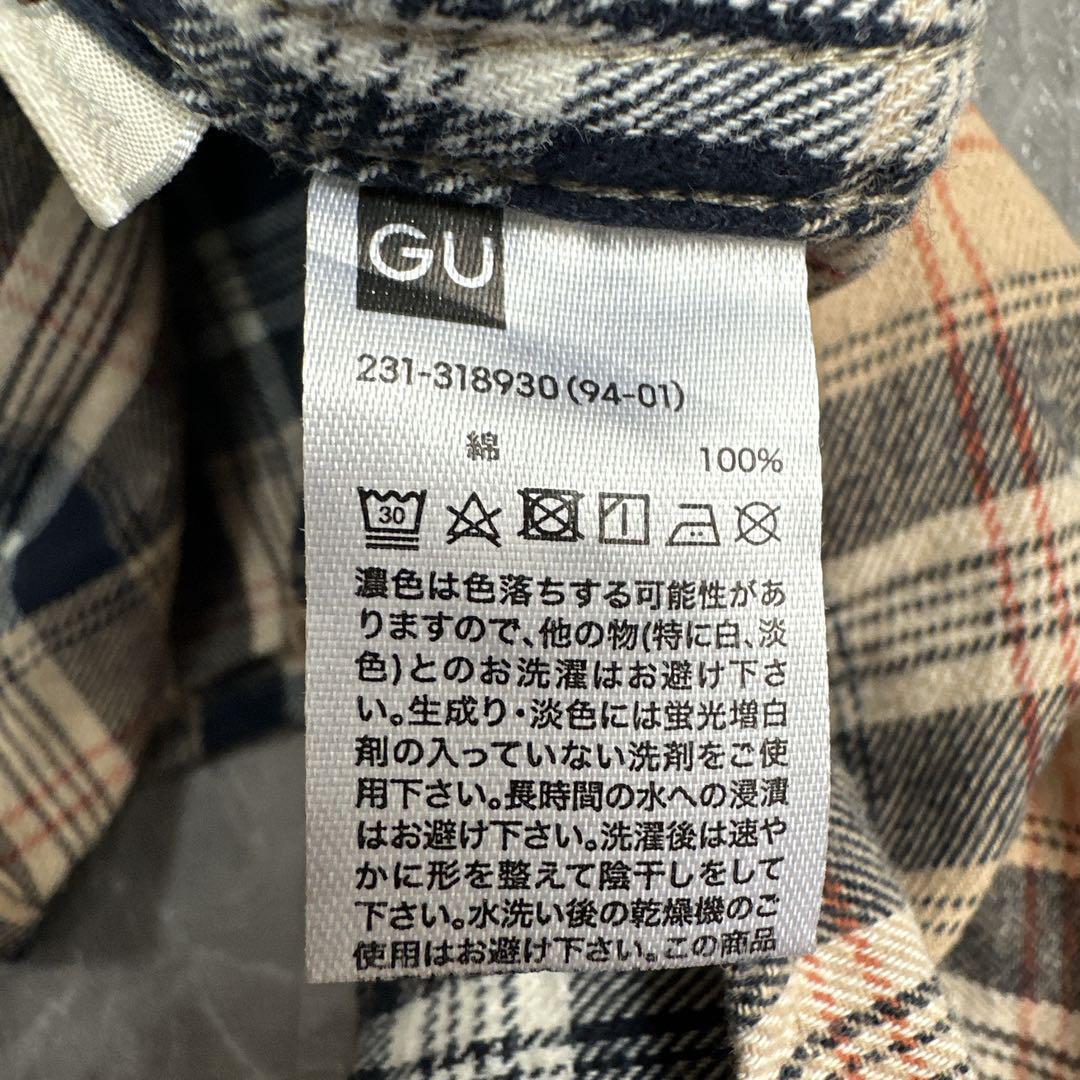 GU
231-318930 (94-01)
綿 100%
30
濃色は色落ちする可能性があ
りますので、他の物(特に白、淡
色)とのお洗濯はお避け下さ
い。生成り・淡色には蛍光増白
剤の入っていない洗剤をご使
用下さい。長時間の水への浸漬
はお避け下さい。洗濯後は速や
かに形を整えて陰干しをして
下さい。水洗い後の乾燥機のご
使用はお避け下さい。この商品